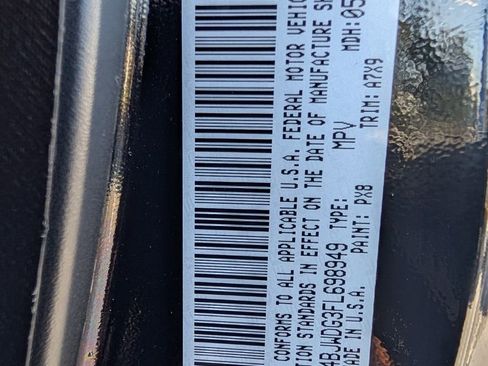 CONFORMS TO ALL APPLICABLE U.S.A. FEDERAL MOTOR VEHIC
TION STANDARDS IN EFFECT ON THE DATE OF MANUFACTURE SH
4BJWDG3FL698949 TYPE: MPV MDH:05
ADE IN U.S.A. PAINT: PX8 TRIM: A7X9